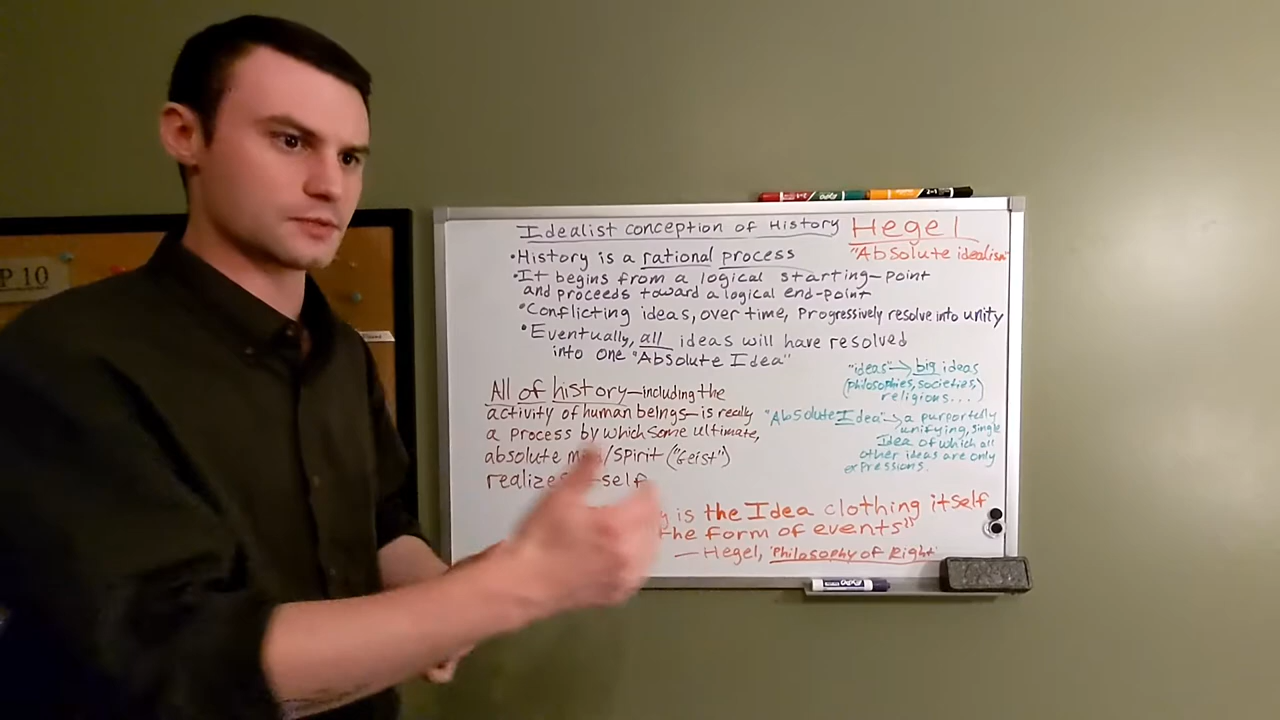 P 10
Idealist conception of History
Hegel
"Absolute idealism"
•History is a rational process
•It begins from a logical starting-point
and proceeds toward a logical end-point
•Conflicting ideas, over time, Progressively resolve into unity
•Eventually, all ideas will have resolved
into one "Absolute Idea"
"ideas"→big ideas
(philosophies, societies,
religions...)
All of history—including the
activity of human beings—is really
a process by which some ultimate,
absolute /spirit ("Geist")
realizes self
"Absolute Idea"→a purportedly
unifying, single
Idea of which all
other ideas are only
expressions.
is the Idea clothing itself
the form of events"
—Hegel, Philosophy of Right
EXPO